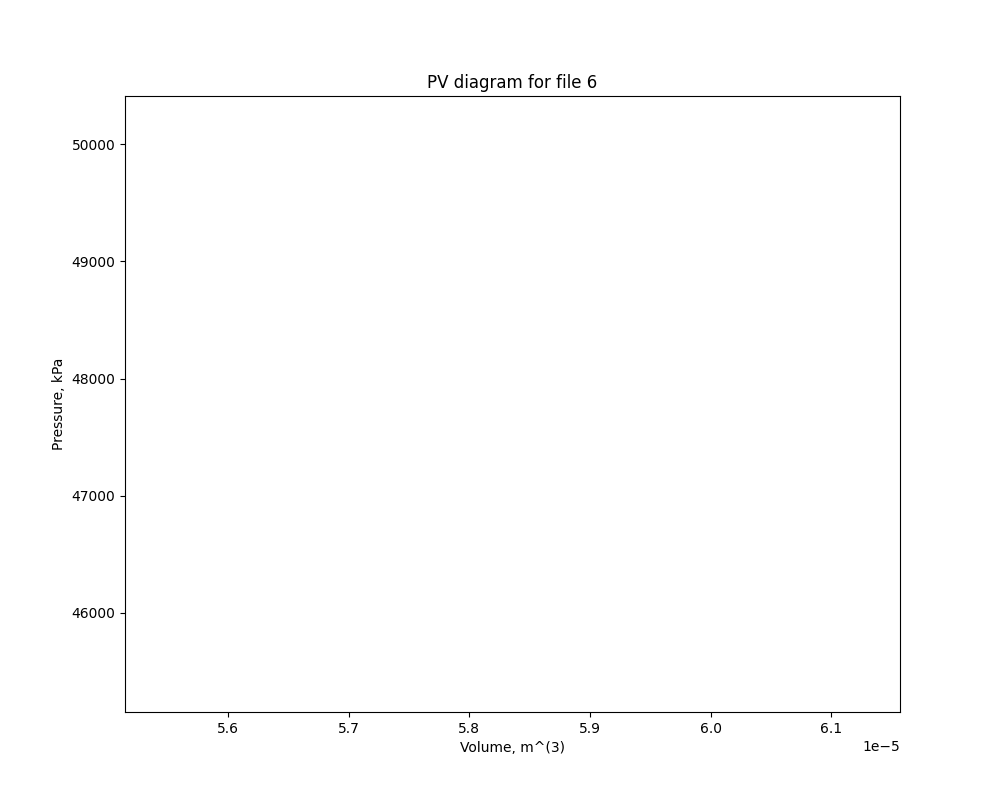 PV diagram for file 6
50000
49000
48000
47000
46000
Pressure, kPa
5.6 5.7 5.8 5.9 6.0 6.1
Volume, m^(3)
1e−5